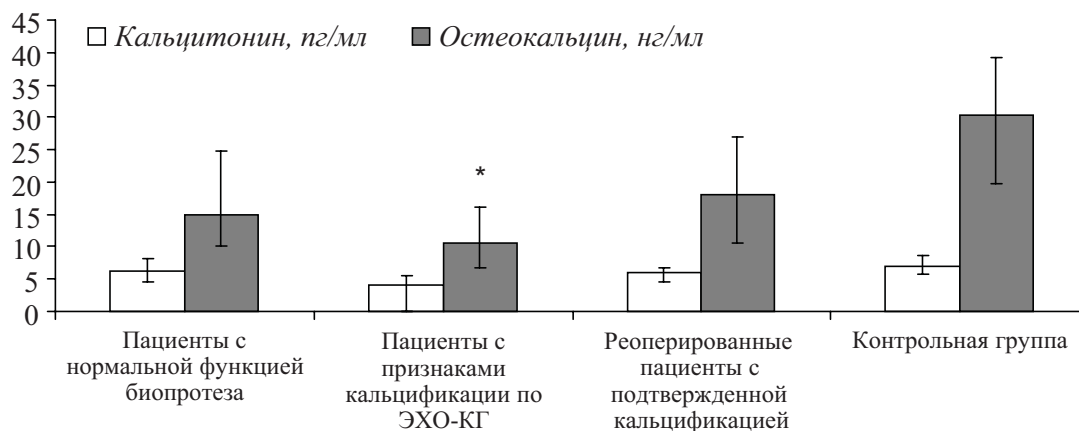 45
40
35
30
25
20
15
10
5
0
Кальцитонин, пг/мл
Остеокальцин, нг/мл
*
Пациенты с
нормальной функцией
биопротеза
Пациенты с
признаками
кальцификации по
ЭХО-КГ
Реоперированные
пациенты с
подтвержденной
кальцификацией
Контрольная группа